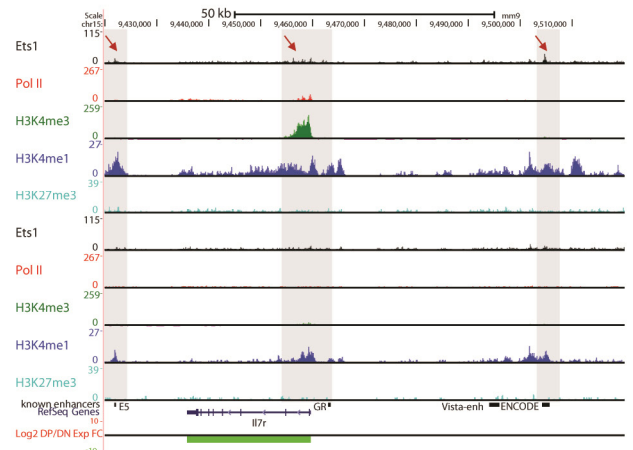 Scale 50 kb mm9
chr15: 9,430,000 9,440,000 9,450,000 9,460,000 9,470,000 9,480,000 9,490,000 9,500,000 9,510,000
115
Ets1
0
267
Pol II
0
259
H3K4me3
0
27
H3K4me1
0
39
H3K27me3
0
115
Ets1
0
267
Pol II
0
259
H3K4me3
0
27
H3K4me1
0
39
H3K27me3
0
known enhancers E5 GR Vista-enh ENCODE
RefSeq Genes
Il7r
10
Log2 DP/DN Exp FC
-10